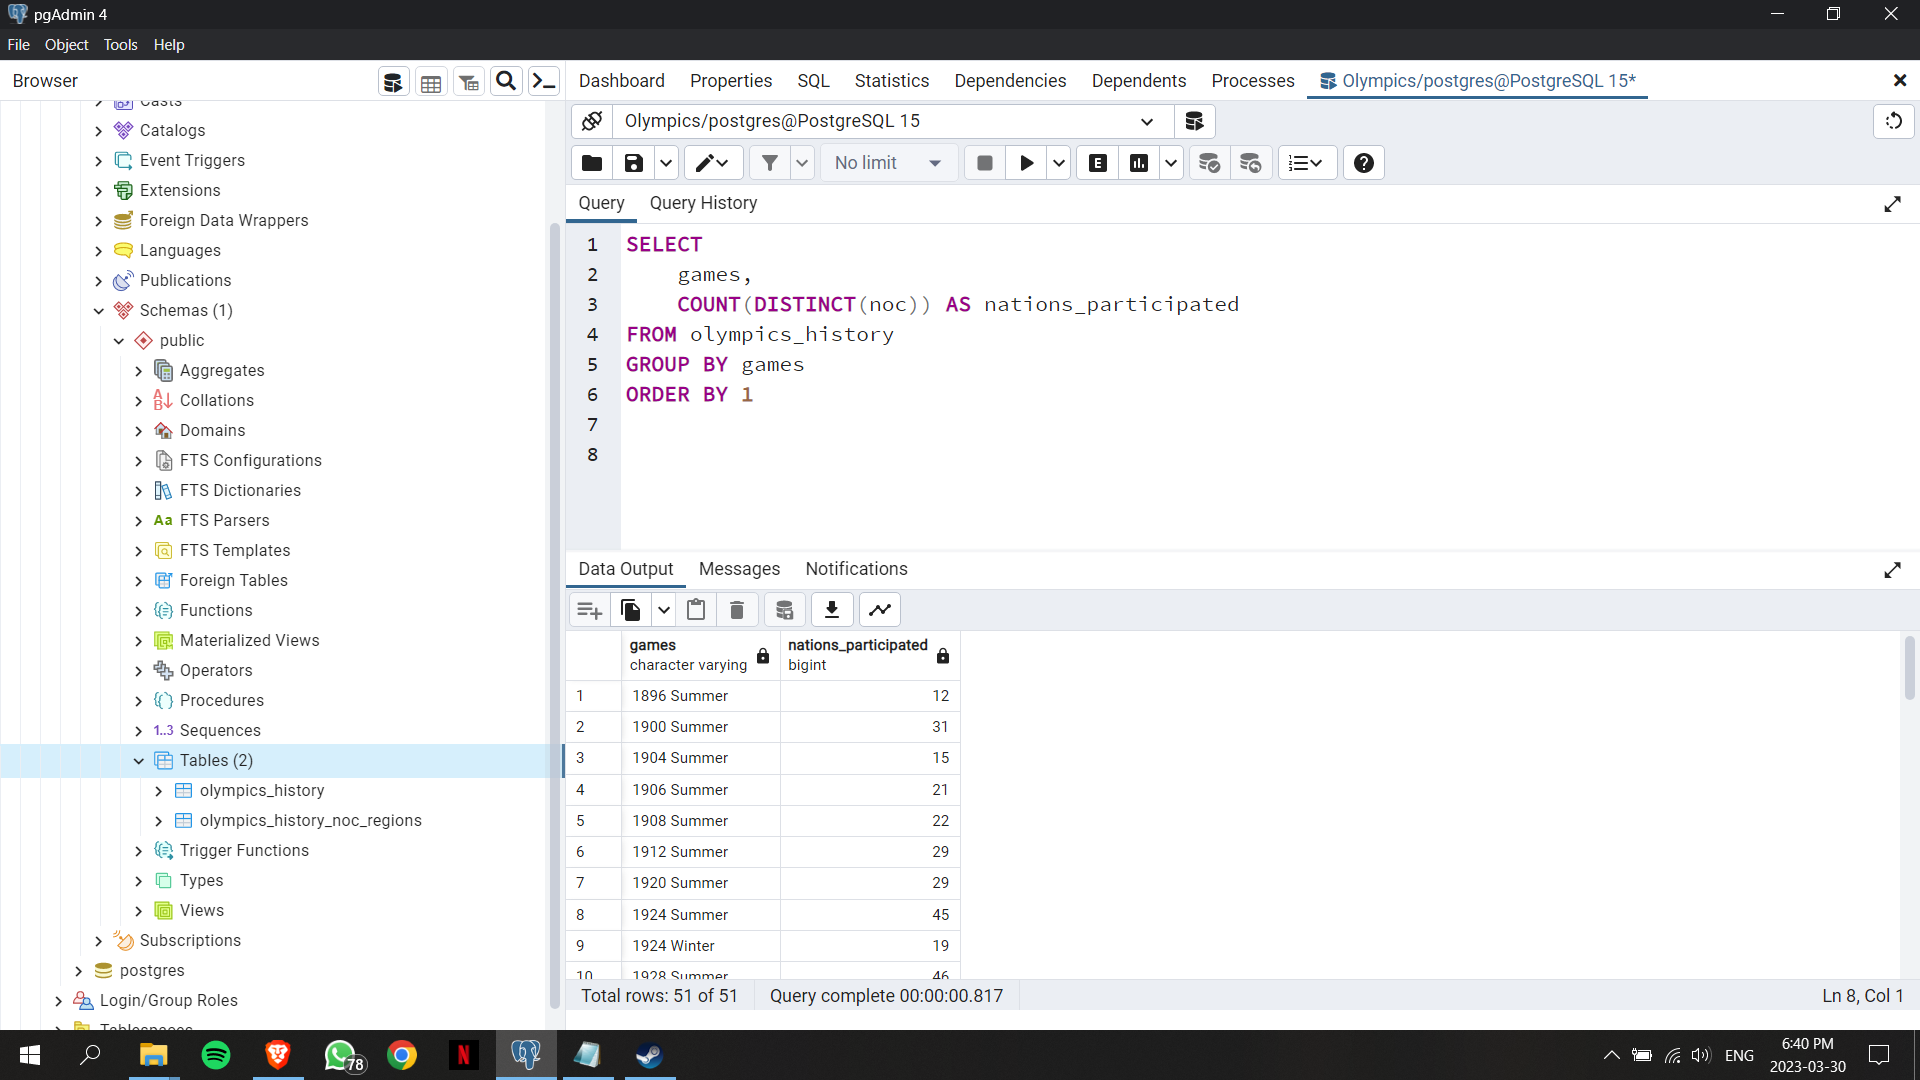 pgAdmin 4
File Object Tools Help
Browser
Dashboard Properties SQL Statistics Dependencies Dependents Processes Olympics/postgres@PostgreSQL 15*
Casts
Catalogs
Event Triggers
Extensions
Foreign Data Wrappers
Languages
Publications
Schemas (1)
public
Aggregates
Collations
Domains
FTS Configurations
FTS Dictionaries
Aa FTS Parsers
FTS Templates
Foreign Tables
Functions
Materialized Views
Operators
Procedures
1..3 Sequences
Tables (2)
olympics_history
olympics_history_noc_regions
Trigger Functions
Types
Views
Subscriptions
postgres
Login/Group Roles
Tablespaces
Olympics/postgres@PostgreSQL 15
No limit
E
Query Query History
1 SELECT
2 games,
3 COUNT(DISTINCT(noc)) AS nations_participated
4 FROM olympics_history
5 GROUP BY games
6 ORDER BY 1
7
8
Data Output Messages Notifications
games nations_participated
character varying bigint
1 1896 Summer 12
2 1900 Summer 31
3 1904 Summer 15
4 1906 Summer 21
5 1908 Summer 22
6 1912 Summer 29
7 1920 Summer 29
8 1924 Summer 45
9 1924 Winter 19
10 1928 Summer 46
Total rows: 51 of 51 Query complete 00:00:00.817 Ln 8, Col 1
78
N
ENG
6:40 PM
2023-03-30